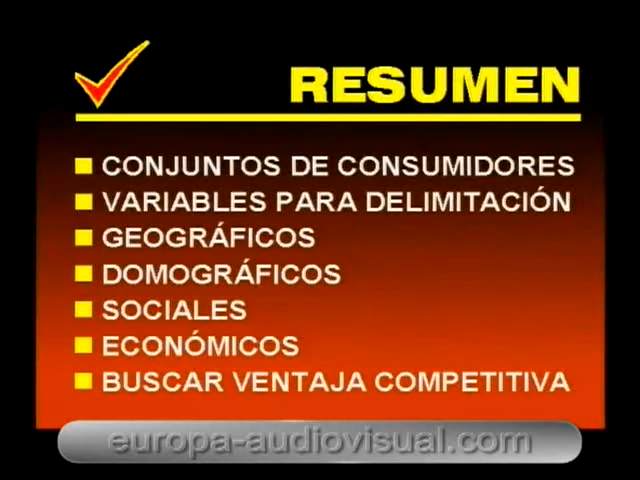 RESUMEN
CONJUNTOS DE CONSUMIDORES
VARIABLES PARA DELIMITACIÓN
GEOGRÁFICOS
DOMOGRÁFICOS
SOCIALES
ECONÓMICOS
BUSCAR VENTAJA COMPETITIVA
europa-audiovisual.com